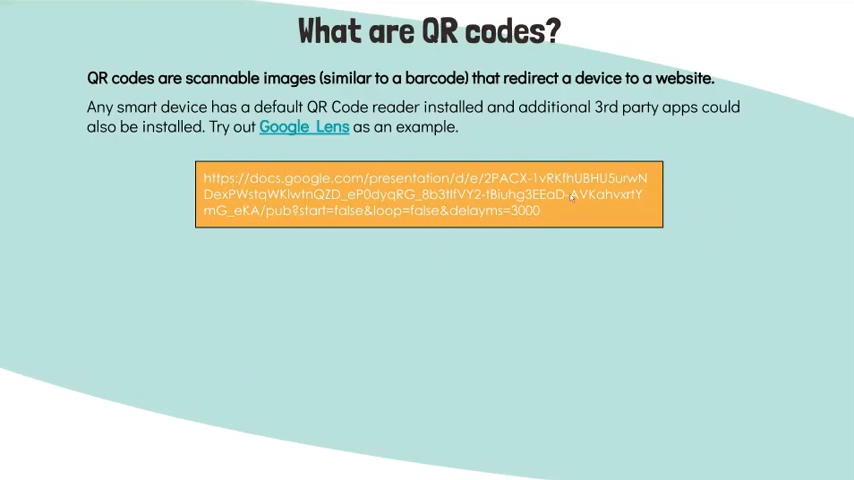 What are QR codes?
QR codes are scannable images (similar to a barcode) that redirect a device to a website.
Any smart device has a default QR Code reader installed and additional 3rd party apps could
also be installed. Try out Google Lens as an example.
https://docs.google.com/presentation/d/e/2PACX-1vRKfhUBHU5urwN
DexPWstqWKlwtnQZD_eP0dyqRG_8b3tIfVY2-tBiuhg3EEaD-AVKahvxrtY
mG_eKA/pub?start=false&loop=false&delayms=3000